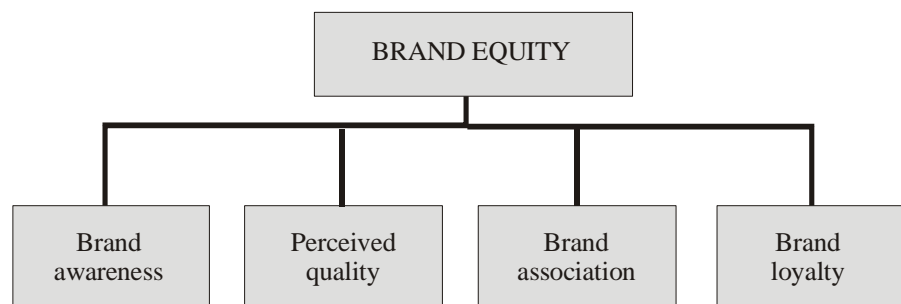 BRAND EQUITY
Brand
awareness
Perceived
quality
Brand
association
Brand
loyalty